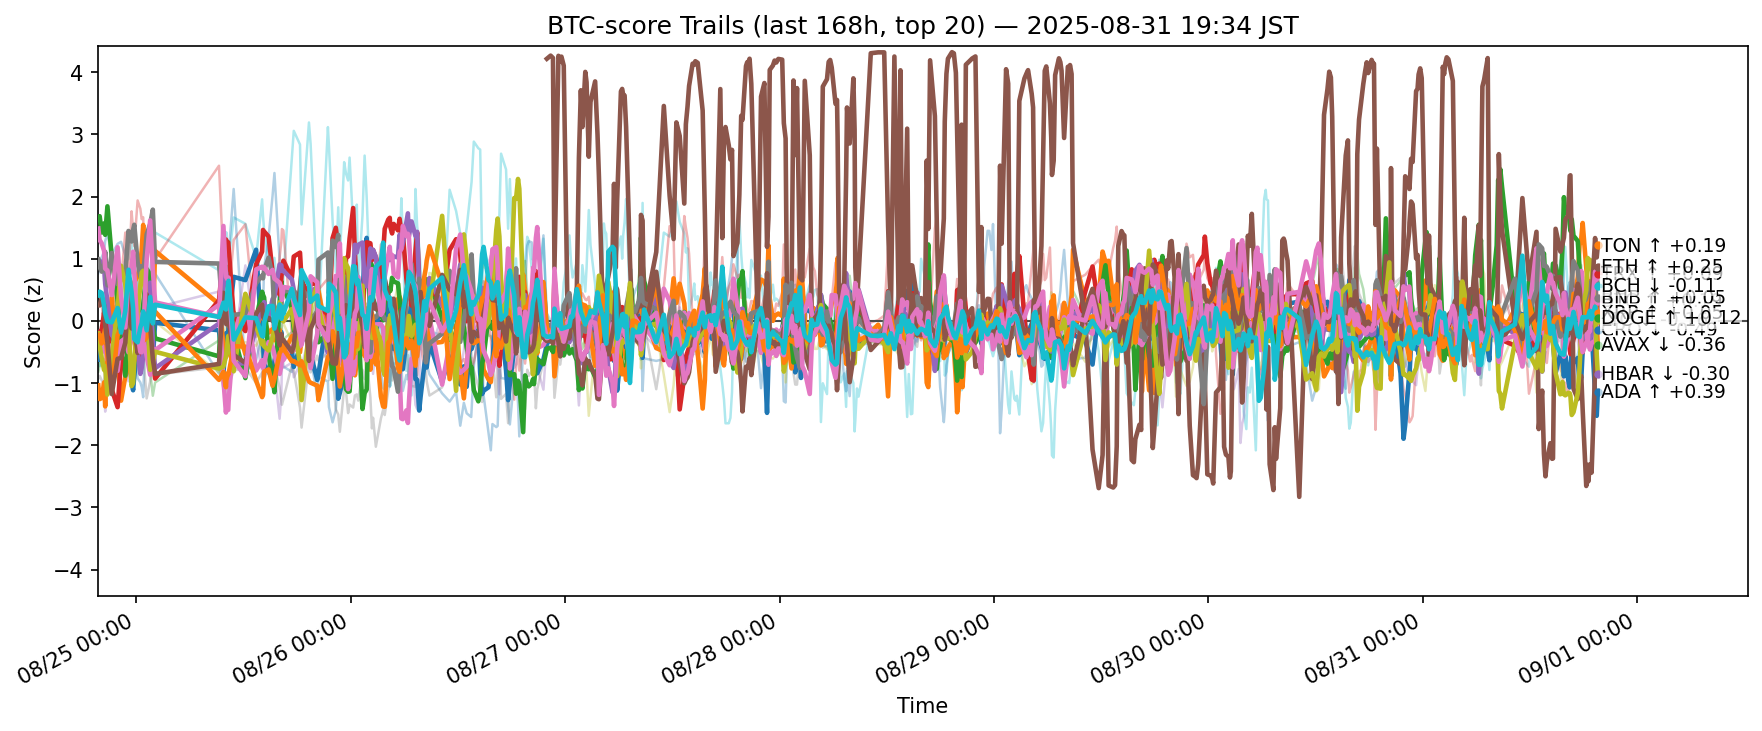 BTC-score Trails (last 168h, top 20) — 2025-08-31 19:34 JST
Score (z)
4
3
2
1
0
−1
−2
−3
−4
TON ↑ +0.19
ETH ↑ +0.25
BCH ↓ -0.11
BNB ↑ +0.05
DOGE ↑ +0.12
AVAX ↓ -0.36
HBAR ↓ -0.30
ADA ↑ +0.39
08/25 00:00
08/26 00:00
08/27 00:00
08/28 00:00
08/29 00:00
08/30 00:00
08/31 00:00
09/01 00:00
Time